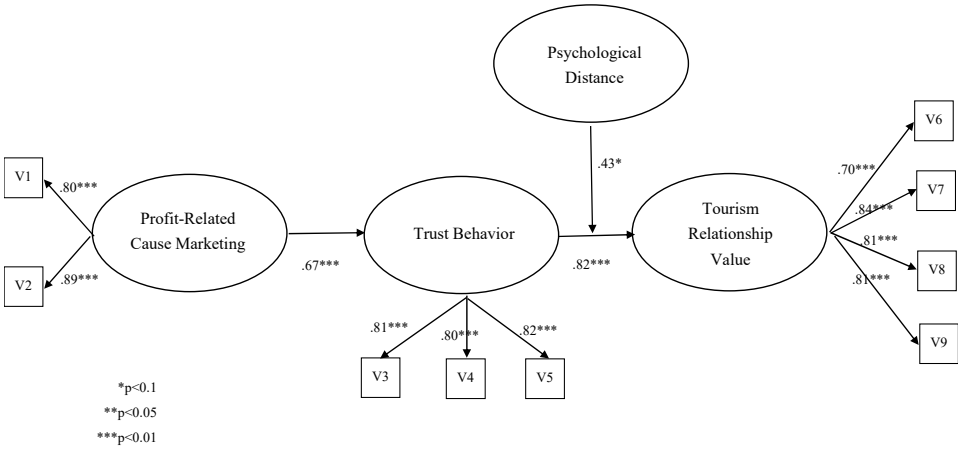 Psychological
Distance
V6
V1
.80***
.43*
.70***
V7
Profit-Related
Cause Marketing
Trust Behavior
Tourism
Relationship
Value
.84***
.81***
V2
.89***
.67***
.82***
V8
.81***
.81***
.80***
.82***
V9
V3
V4
V5
*p<0.1
**p<0.05
***p<0.01